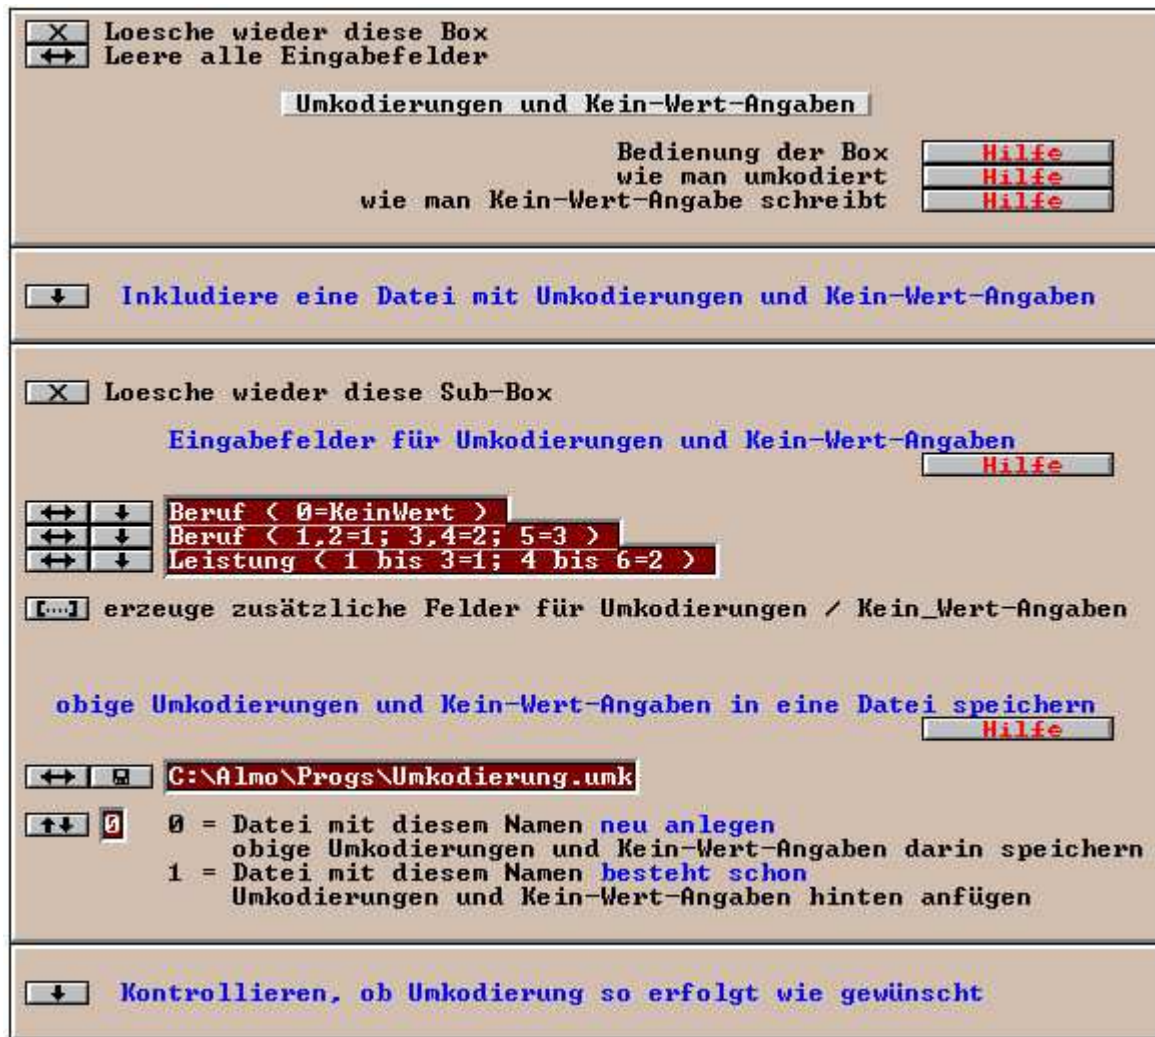 X Loesche wieder diese Box
Leere alle Eingabefelder
Umkodierungen und Kein-Wert-Angaben
Bedienung der Box Hilfe
wie man umkodiert Hilfe
wie man Kein-Wert-Angabe schreibt Hilfe
Inkludiere eine Datei mit Umkodierungen und Kein-Wert-Angaben
X Loesche wieder diese Sub-Box
Eingabefelder für Umkodierungen und Kein-Wert-Angaben
Hilfe
Beruf ( 0=KeinWert )
Beruf ( 1,2=1; 3,4=2; 5=3 )
Leistung ( 1 bis 3=1; 4 bis 6=2 )
[....] erzeuge zusätzliche Felder für Umkodierungen / Kein_Wert-Angaben
obige Umkodierungen und Kein-Wert-Angaben in eine Datei speichern
Hilfe
C:\Almo\Progs\Umkodierung.umk
0 0 = Datei mit diesem Namen neu anlegen
obige Umkodierungen und Kein-Wert-Angaben darin speichern
1 = Datei mit diesem Namen besteht schon
Umkodierungen und Kein-Wert-Angaben hinten anfügen
Kontrollieren, ob Umkodierung so erfolgt wie gewünscht